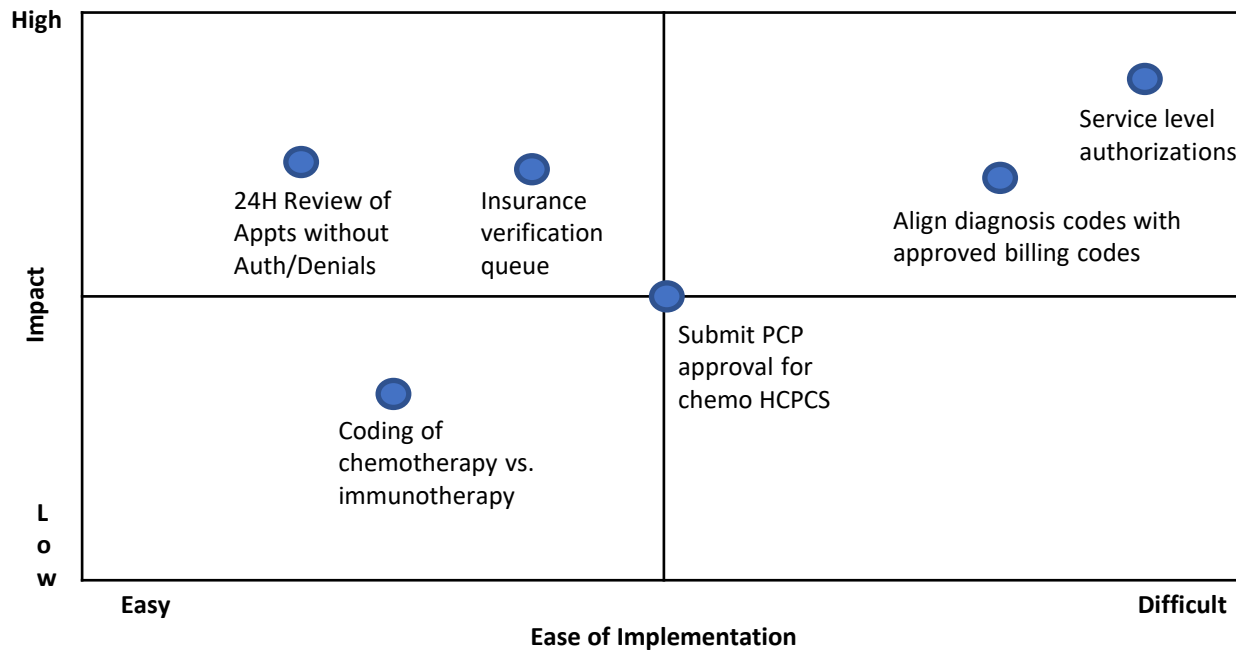 High
Service level
authorizations
24H Review of
Appts without
Auth/Denials
Insurance
verification
queue
Align diagnosis codes with
approved billing codes
Impact
Submit PCP
approval for
chemo HCPCS
Coding of
chemotherapy vs.
immunotherapy
Low
Easy
Difficult
Ease of Implementation